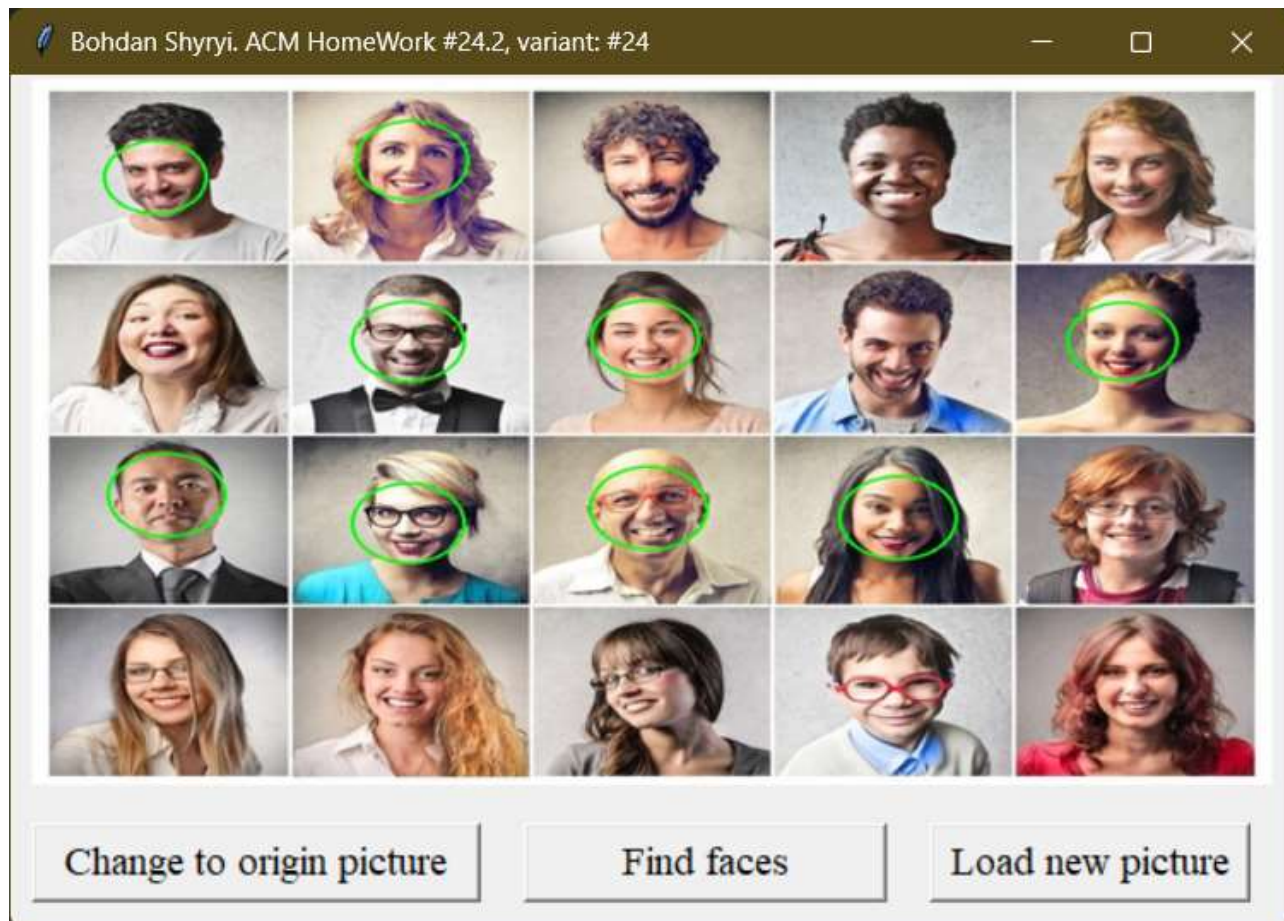 Bohdan Shyryi. ACM HomeWork #24.2, variant: #24
Change to origin picture
Find faces
Load new picture